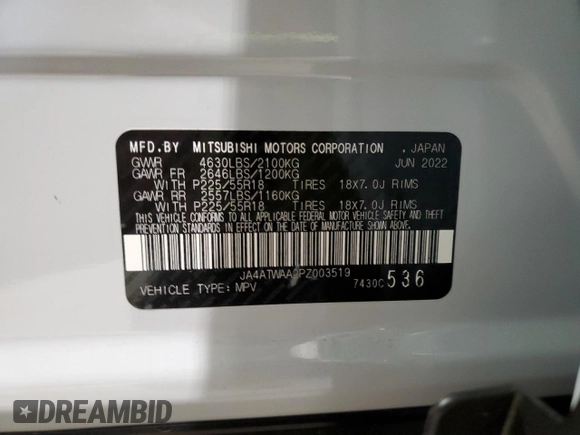 MFD.BY MITSUBISHI MOTORS CORPORATION . JAPAN
GVWR 4630LBS/2100KG JUN 2022
GAWR FR 2646LBS/1200KG
WITH P225/55R18 TIRES 18X7.0J RIMS
GAWR RR 2557LBS/1160KG
WITH P225/55R18 TIRES 18X7.0J RIMS
THIS VEHICLE CONFORMS TO ALL APPLICABLE FEDERAL MOTOR VEHICLE SAFETY AND BUMPER
STANDARDS IN EFFECT ON THE DATE OF MANUFACTURE SHOWN ABOVE.
VEHICLE TYPE: MPV 7430C 536
DREAMBID